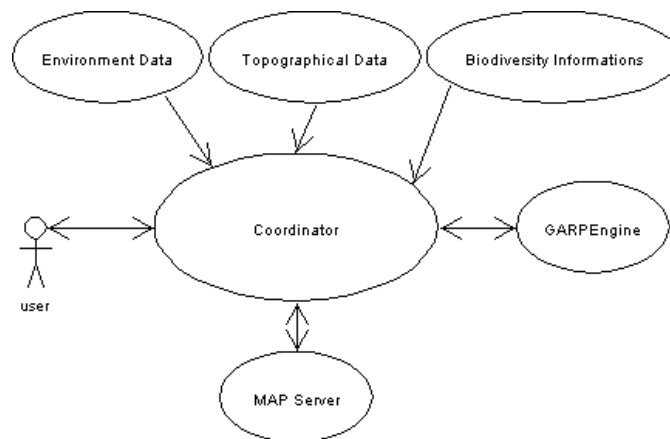 Environment Data
Topographical Data
Biodiversity Informations
Coordinator
GARPEngine
user
MAP Server